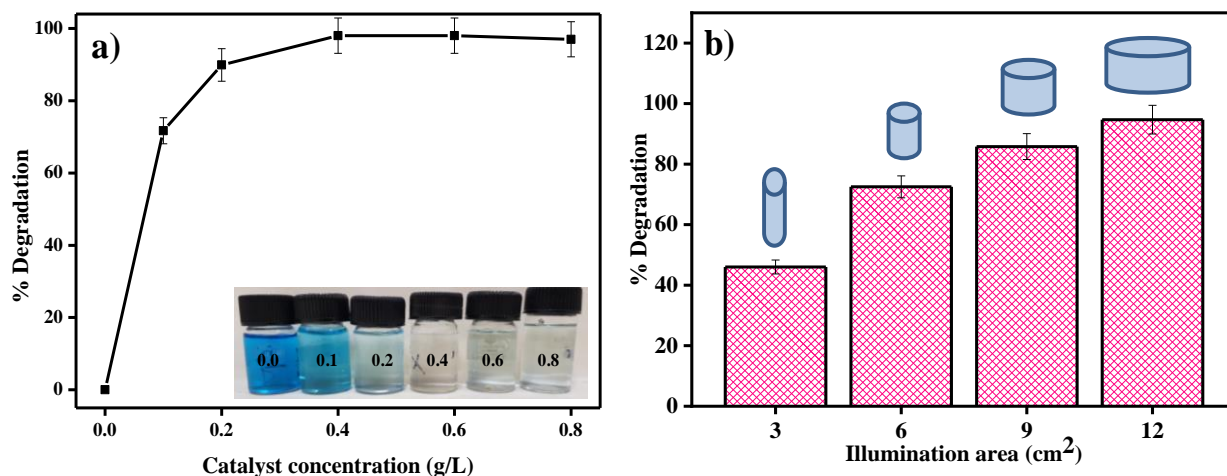 a)
% Degradation
100
80
60
40
20
0
0.0 0.1 0.2 0.4 0.6 0.8
0.0 0.2 0.4 0.6 0.8
Catalyst concentration (g/L)
b)
% Degradation
120
100
80
60
40
20
0
3 6 9 12
Illumination area (cm²)